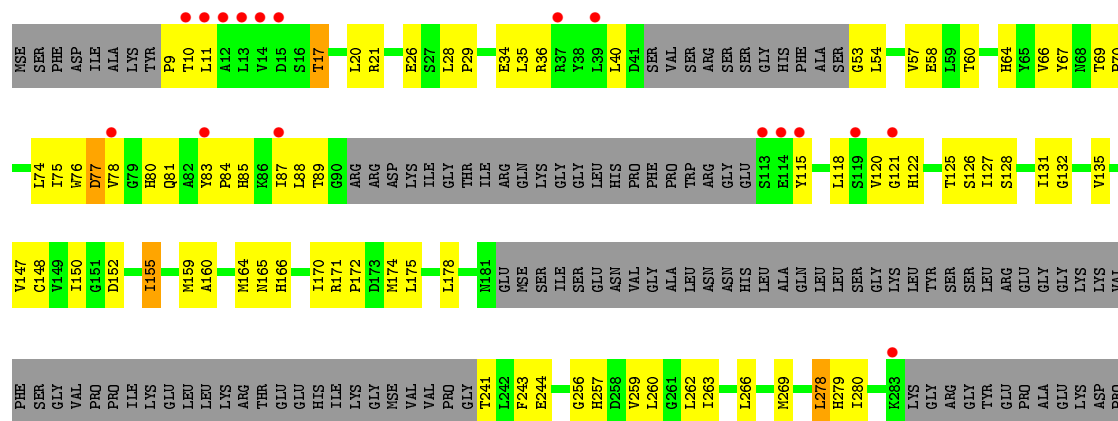 MSE SER PHE ASP ILE ALA LYS TYR P9 T10 L11 A12 L13 V14 D15 S16 T17 L20 R21 E26 S27 L28 P29 E34 L35 R36 R37 Y38 L39 L40 D41 SER VAL SER ARG SER SER GLY HIS PHE ALA SER G53 L54 V57 E58 L59 T60 H64 Y65 V66 Y67 N68 T69 P70
L74 I75 W76 D77 V78 G79 H80 Q81 A82 Y83 P84 H85 K86 I87 L88 T89 G90 ARG ARG ASP LYS ILE GLY THR ILE ARG GLN LYS GLY GLY LEU HIS PRO PHE PRO TRP ARG GLY GLU S113 E114 Y115 L118 S119 V120 G121 H122 T125 S126 I127 S128 I131 G132 V135
V147 C148 V149 I150 G151 D152 I155 M159 A160 M164 N165 H166 I170 R171 P172 D173 M174 L175 L178 N181 GLU MSE SER ILE SER GLU ASN VAL GLY ALA LEU ASN ASN HIS LEU ALA GLN LEU LEU SER GLY LYS LEU TYR SER SER LEU ARG GLU GLY GLY LYS LYS VAL
PHE SER GLY VAL PRO PRO ILE LYS GLU LEU LEU LYS ARG THR GLU GLU HIS ILE LYS GLY MSE VAL VAL PRO GLY T241 L242 F243 E244 G256 H257 D258 V259 L260 G261 L262 I263 L266 M269 L278 H279 I280 K283 LYS GLY ARG GLY TYR GLU PRO ALA GLU LYS ASP PRO